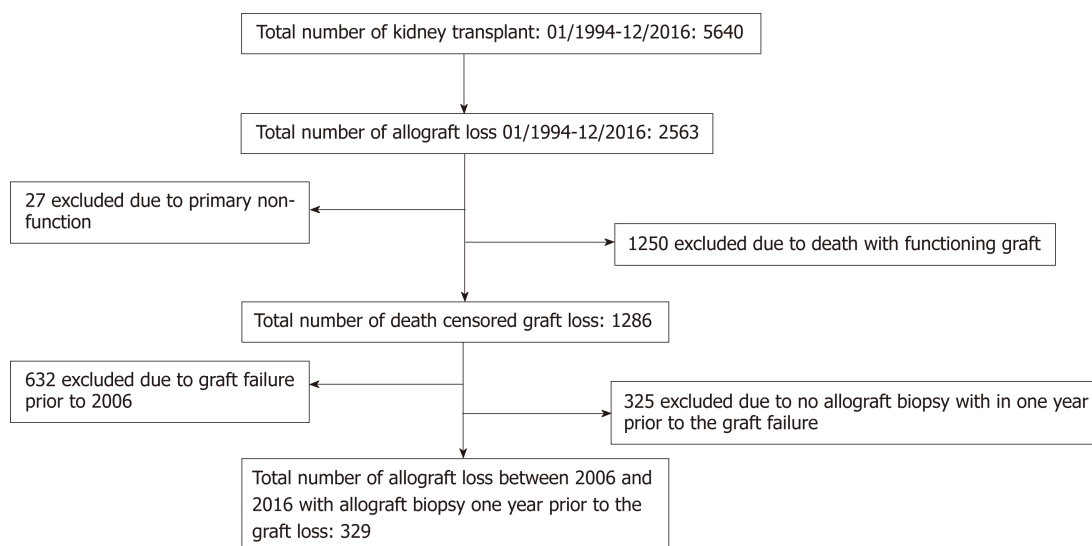 Total number of kidney transplant: 01/1994-12/2016: 5640
Total number of allograft loss 01/1994-12/2016: 2563
27 excluded due to primary non-
function
1250 excluded due to death with functioning graft
Total number of death censored graft loss: 1286
632 excluded due to graft failure
prior to 2006
325 excluded due to no allograft biopsy with in one year
prior to the graft failure
Total number of allograft loss between 2006 and
2016 with allograft biopsy one year prior to the
graft loss: 329